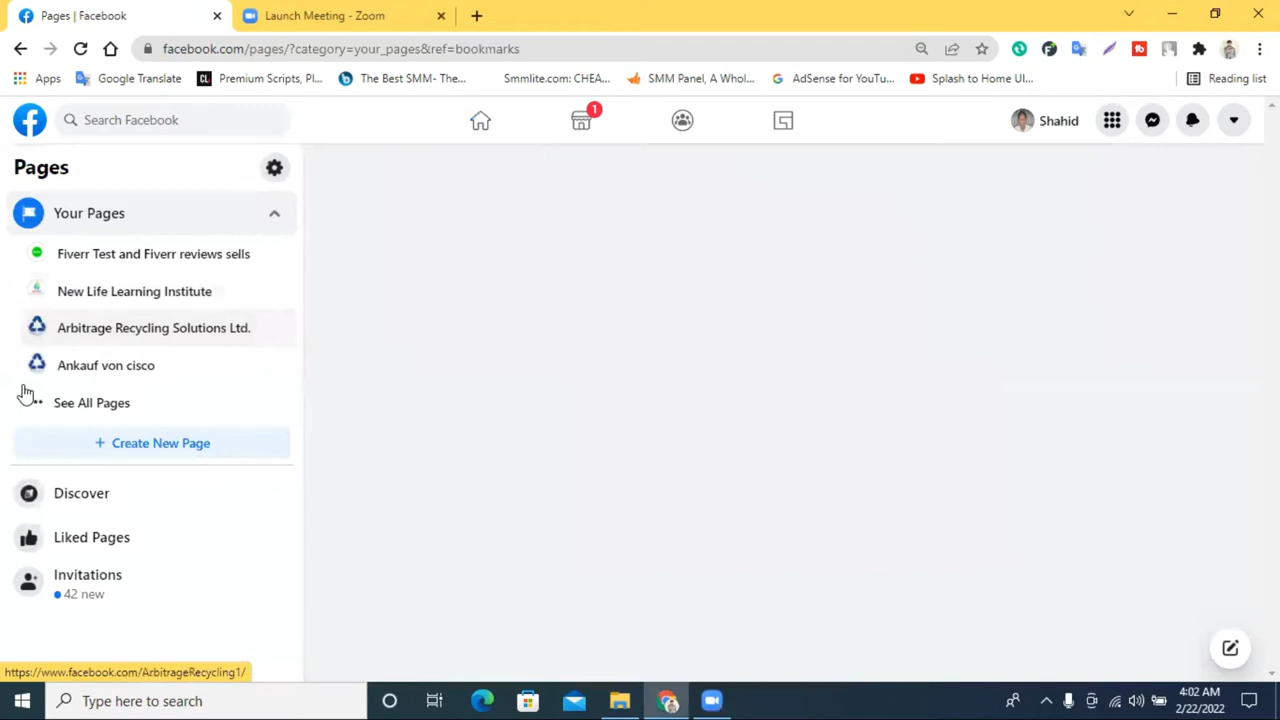 Pages | Facebook
Launch Meeting - Zoom
facebook.com/pages/?category=your_pages&ref=bookmarks
Apps
Google Translate
CL
Premium Scripts, Pl...
The Best SMM- The...
Smmlite.com: CHEA...
SMM Panel, A Whol...
AdSense for YouTu...
Splash to Home UI...
Reading list
Search Facebook
1
Shahid
Pages
Your Pages
Fiverr Test and Fiverr reviews sells
New Life Learning Institute
Arbitrage Recycling Solutions Ltd.
Ankauf von cisco
See All Pages
+ Create New Page
Discover
Liked Pages
Invitations
42 new
https://www.facebook.com/ArbitrageRecycling1/
Type here to search
4:02 AM
2/22/2022